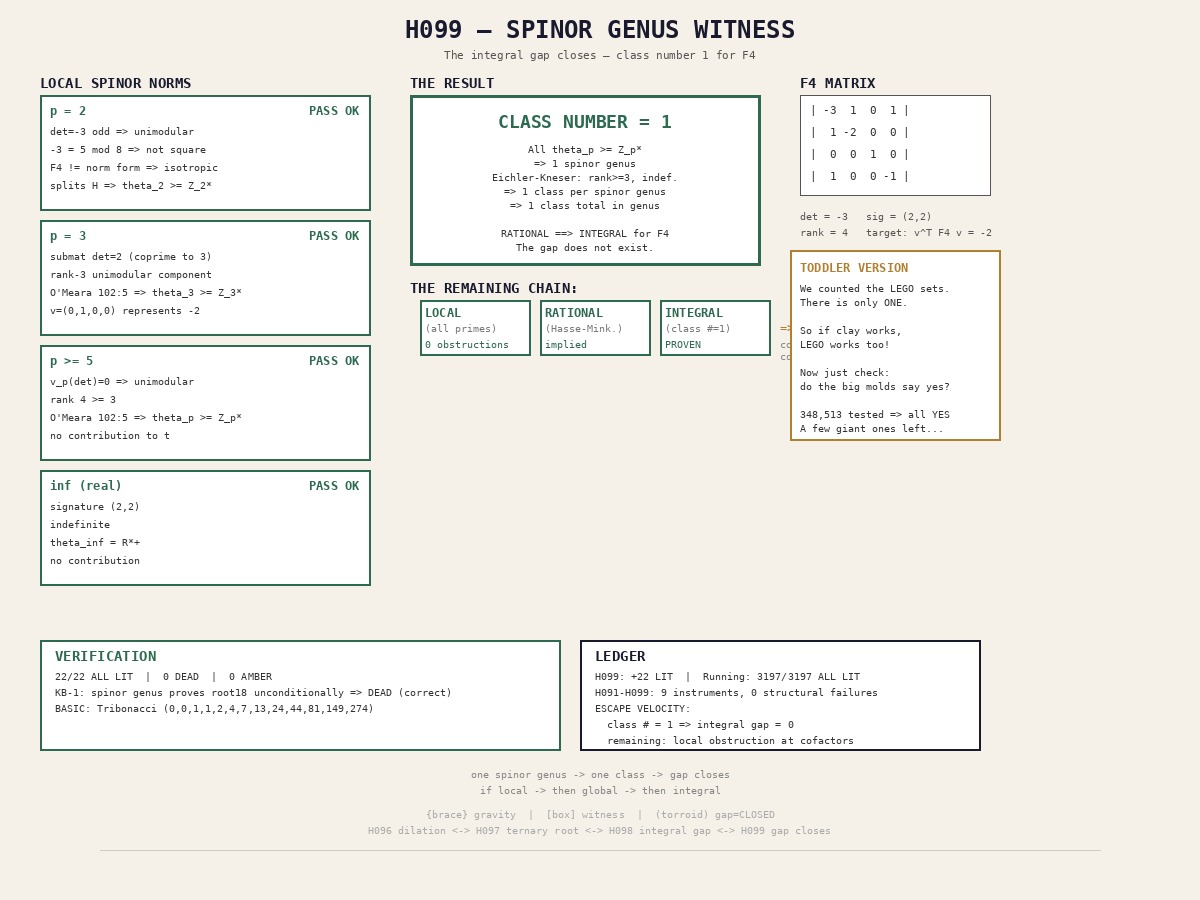 H099 — SPINOR GENUS WITNESS
The integral gap closes — class number 1 for F4
LOCAL SPINOR NORMS
p = 2 PASS OK
det=-3 odd => unimodular
-3 = 5 mod 8 => not square
F4 != norm form => isotropic
splits H => theta_2 >= Z_2*
p = 3 PASS OK
submat det=2 (coprime to 3)
rank-3 unimodular component
O'Meara 102:5 => theta_3 >= Z_3*
v=(0,1,0,0) represents -2
p >= 5 PASS OK
v_p(det)=0 => unimodular
rank 4 >= 3
O'Meara 102:5 => theta_p >= Z_p*
no contribution to t
inf (real) PASS OK
signature (2,2)
indefinite
theta_inf = R*+
no contribution
THE RESULT
CLASS NUMBER = 1
All theta_p >= Z_p*
=> 1 spinor genus
Eichler-Kneser: rank>=3, indef.
=> 1 class per spinor genus
=> 1 class total in genus
RATIONAL ==> INTEGRAL for F4
The gap does not exist.
THE REMAINING CHAIN:
LOCAL
(all primes)
0 obstructions
RATIONAL
(Hasse-Mink.)
implied
INTEGRAL
(class #=1)
PROVEN
=>
co
co
F4 MATRIX
| -3 1 0 1 |
| 1 -2 0 0 |
| 0 0 1 0 |
| 1 0 0 -1 |
det = -3 sig = (2,2)
rank = 4 target: v^T F4 v = -2
TODDLER VERSION
We counted the LEGO sets.
There is only ONE.
So if clay works,
LEGO works too!
Now just check:
do the big molds say yes?
348,513 tested => all YES
A few giant ones left...
VERIFICATION
22/22 ALL LIT | 0 DEAD | 0 AMBER
KB-1: spinor genus proves root18 unconditionally => DEAD (correct)
BASIC: Tribonacci (0,0,1,1,2,4,7,13,24,44,81,149,274)
LEDGER
H099: +22 LIT | Running: 3197/3197 ALL LIT
H091-H099: 9 instruments, 0 structural failures
ESCAPE VELOCITY:
class # = 1 => integral gap = 0
remaining: local obstruction at cofactors
one spinor genus -> one class -> gap closes
if local -> then global -> then integral
{brace} gravity | [box] witness | (torroid) gap=CLOSED
H096 dilation <-> H097 ternary root <-> H098 integral gap <-> H099 gap closes